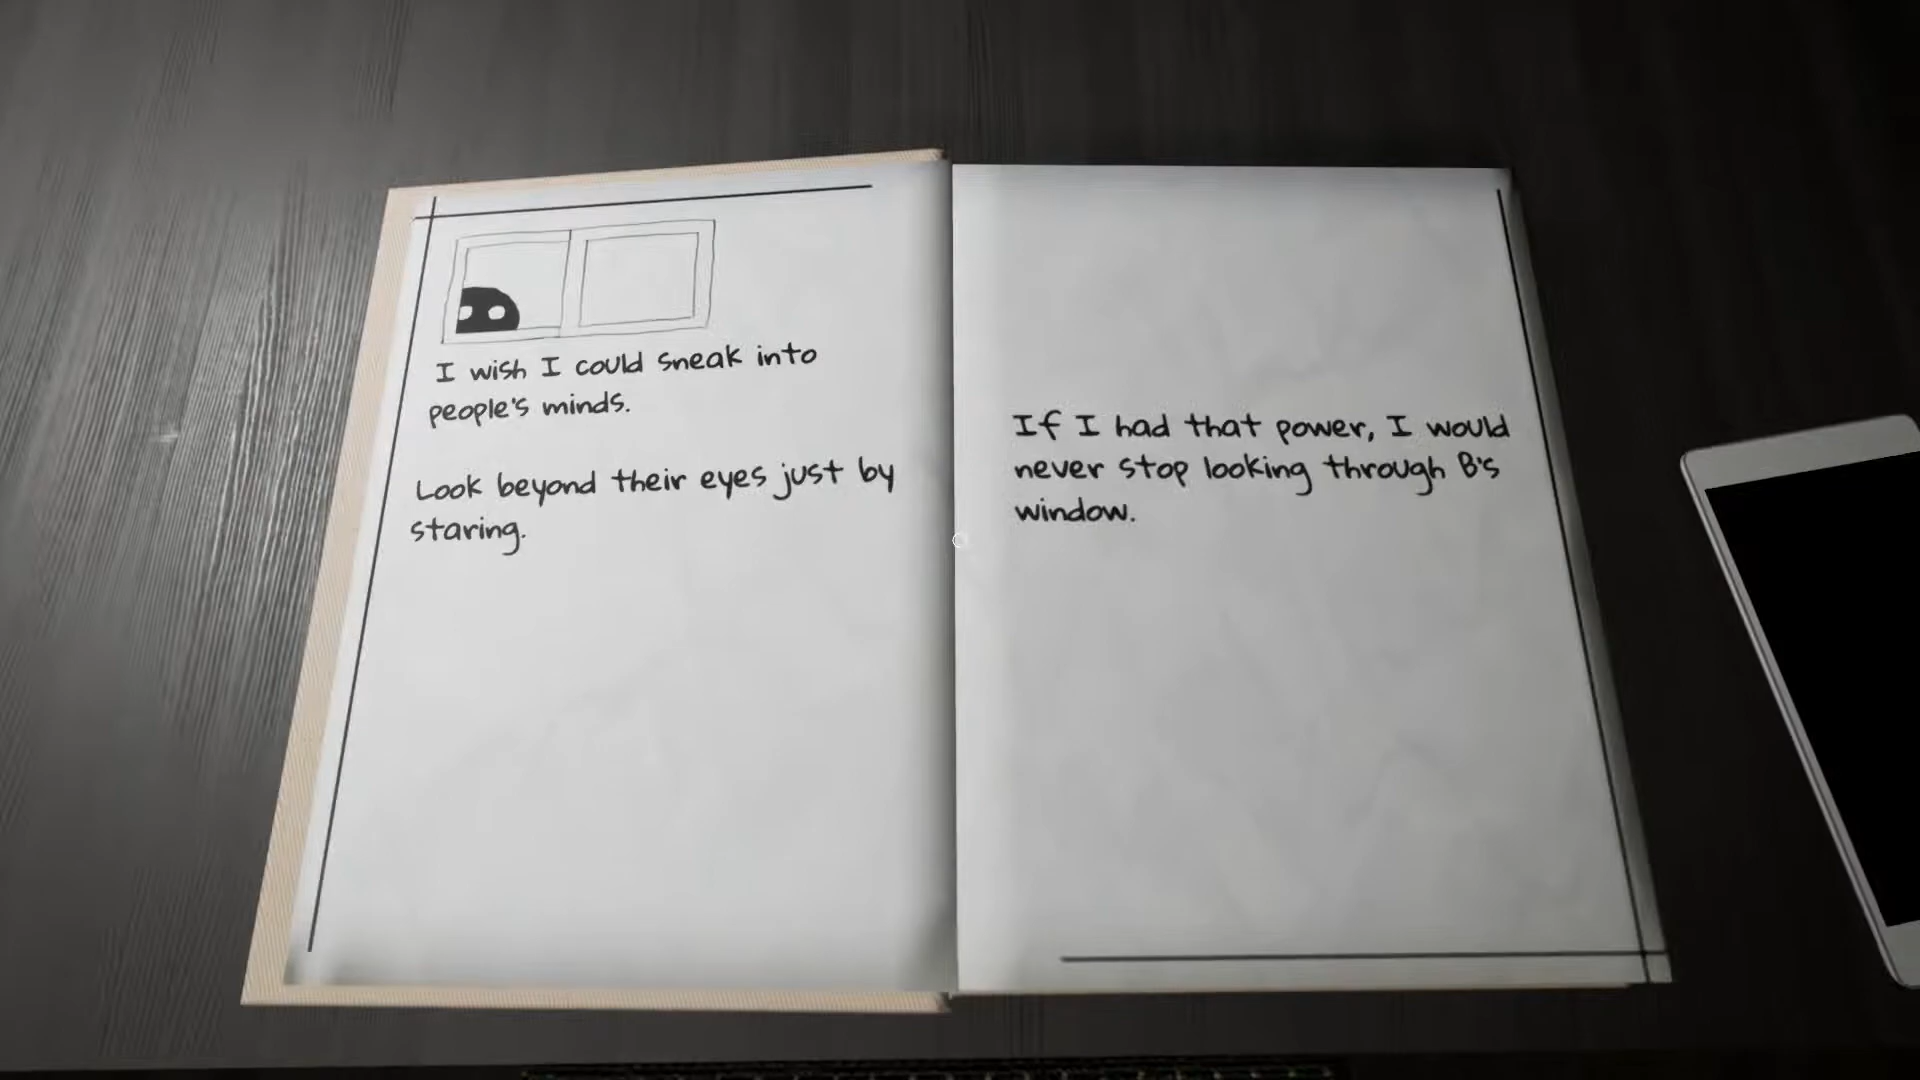 I wish I could sneak into
people's minds.
Look beyond their eyes just by
staring.
If I had that power, I would
never stop looking through B's
window.